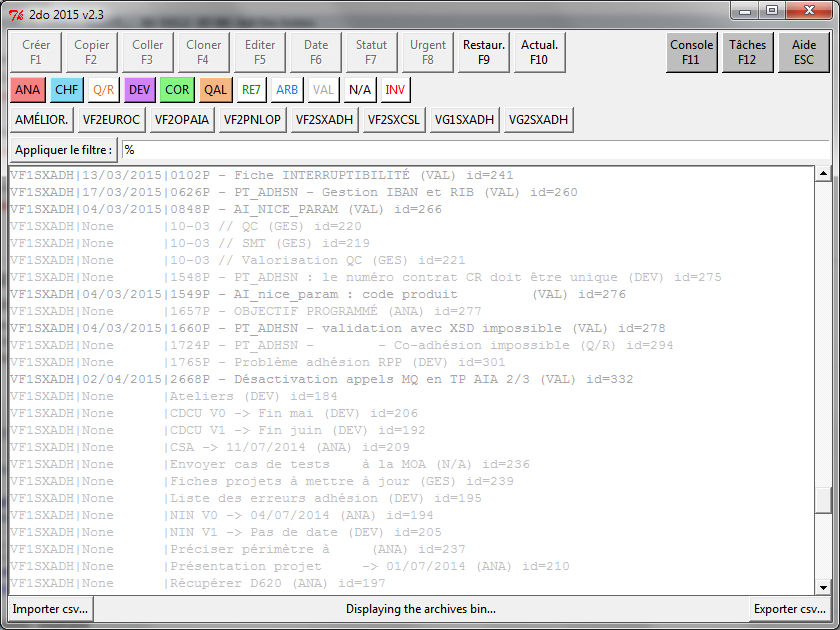 2do 2015 v2.3
Créer Copier Coller Cloner Editer Date Statut Urgent Restaur. Actual. Console Tâches Aide
F1 F2 F3 F4 F5 F6 F7 F8 F9 F10 F11 F12 ESC
ANA CHF Q/R DEV COR QAL RE7 ARB VAL N/A INV
AMÉLIOR. VF2EUROC VF2OPAIA VF2PNLOP VF2SXADH VF2SXCSL VG1SXADH VG2SXADH
Appliquer le filtre : %
VF1SXADH|13/03/2015|0102P - Fiche INTERRUPTIBILITÉ (VAL) id=241
VF1SXADH|17/03/2015|0626P - PT_ADHSN - Gestion IBAN et RIB (VAL) id=260
VF1SXADH|04/03/2015|0848P - AI_NICE_PARAM (VAL) id=266
VF1SXADH|None |10-03 // QC (GES) id=220
VF1SXADH|None |10-03 // SMT (GES) id=219
VF1SXADH|None |10-03 // Valorisation QC (GES) id=221
VF1SXADH|None |1548P - PT_ADHSN : le numéro contrat CR doit être unique (DEV) id=275
VF1SXADH|04/03/2015|1549P - AI_nice_param : code produit (VAL) id=276
VF1SXADH|None |1657P - OBJECTIF PROGRAMMÉ (ANA) id=277
VF1SXADH|04/03/2015|1660P - PT_ADHSN - validation avec XSD impossible (VAL) id=278
VF1SXADH|None |1724P - PT_ADHSN - - Co-adhésion impossible (Q/R) id=294
VF1SXADH|None |1765P - Problème adhésion RPP (DEV) id=301
VF1SXADH|02/04/2015|2668P - Désactivation appels MQ en TP AIA 2/3 (VAL) id=332
VF1SXADH|None |Ateliers (DEV) id=184
VF1SXADH|None |CDCU V0 -> Fin mai (DEV) id=206
VF1SXADH|None |CDCU V1 -> Fin juin (DEV) id=192
VF1SXADH|None |CSA -> 11/07/2014 (ANA) id=209
VF1SXADH|None |Envoyer cas de tests à la MOA (N/A) id=236
VF1SXADH|None |Fiches projets à mettre à jour (GES) id=239
VF1SXADH|None |Liste des erreurs adhésion (DEV) id=195
VF1SXADH|None |NIN V0 -> 04/07/2014 (ANA) id=194
VF1SXADH|None |NIN V1 -> Pas de date (DEV) id=205
VF1SXADH|None |Préciser périmètre à (ANA) id=237
VF1SXADH|None |Présentation projet -> 01/07/2014 (ANA) id=210
VF1SXADH|None |Récupérer D620 (ANA) id=197
Importer csv... Displaying the archives bin... Exporter csv...